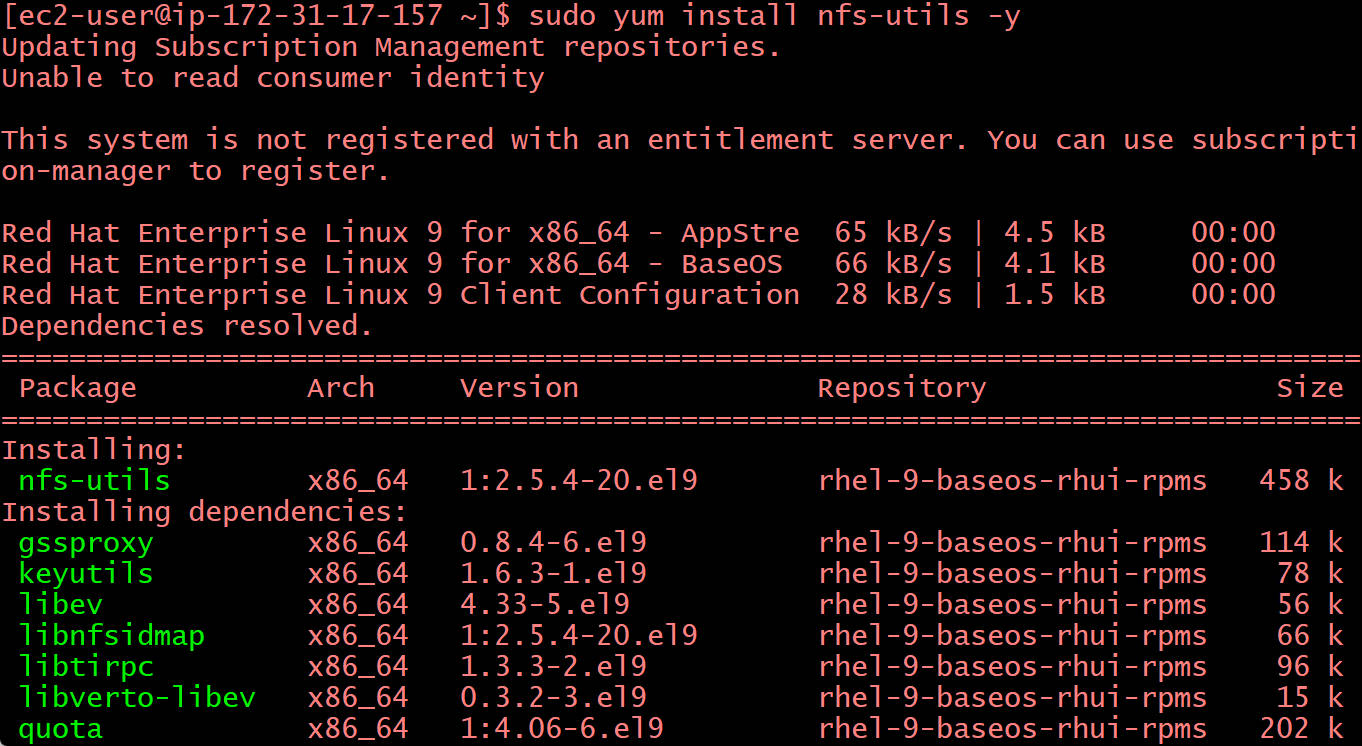 [ec2-user@ip-172-31-17-157 ~]$ sudo yum install nfs-utils -y
Updating Subscription Management repositories.
Unable to read consumer identity
This system is not registered with an entitlement server. You can use subscripti
on-manager to register.
Red Hat Enterprise Linux 9 for x86_64 - AppStre  65 kB/s | 4.5 kB     00:00
Red Hat Enterprise Linux 9 for x86_64 - BaseOS   66 kB/s | 4.1 kB     00:00
Red Hat Enterprise Linux 9 Client Configuration  28 kB/s | 1.5 kB     00:00
Dependencies resolved.
================================================================================
 Package          Arch     Version              Repository                 Size
================================================================================
Installing:
 nfs-utils        x86_64   1:2.5.4-20.el9       rhel-9-baseos-rhui-rpms   458 k
Installing dependencies:
 gssproxy         x86_64   0.8.4-6.el9          rhel-9-baseos-rhui-rpms   114 k
 keyutils         x86_64   1.6.3-1.el9          rhel-9-baseos-rhui-rpms    78 k
 libev            x86_64   4.33-5.el9           rhel-9-baseos-rhui-rpms    56 k
 libnfsidmap      x86_64   1:2.5.4-20.el9       rhel-9-baseos-rhui-rpms    66 k
 libtirpc         x86_64   1.3.3-2.el9          rhel-9-baseos-rhui-rpms    96 k
 libverto-libev   x86_64   0.3.2-3.el9          rhel-9-baseos-rhui-rpms    15 k
 quota            x86_64   1:4.06-6.el9         rhel-9-baseos-rhui-rpms   202 k